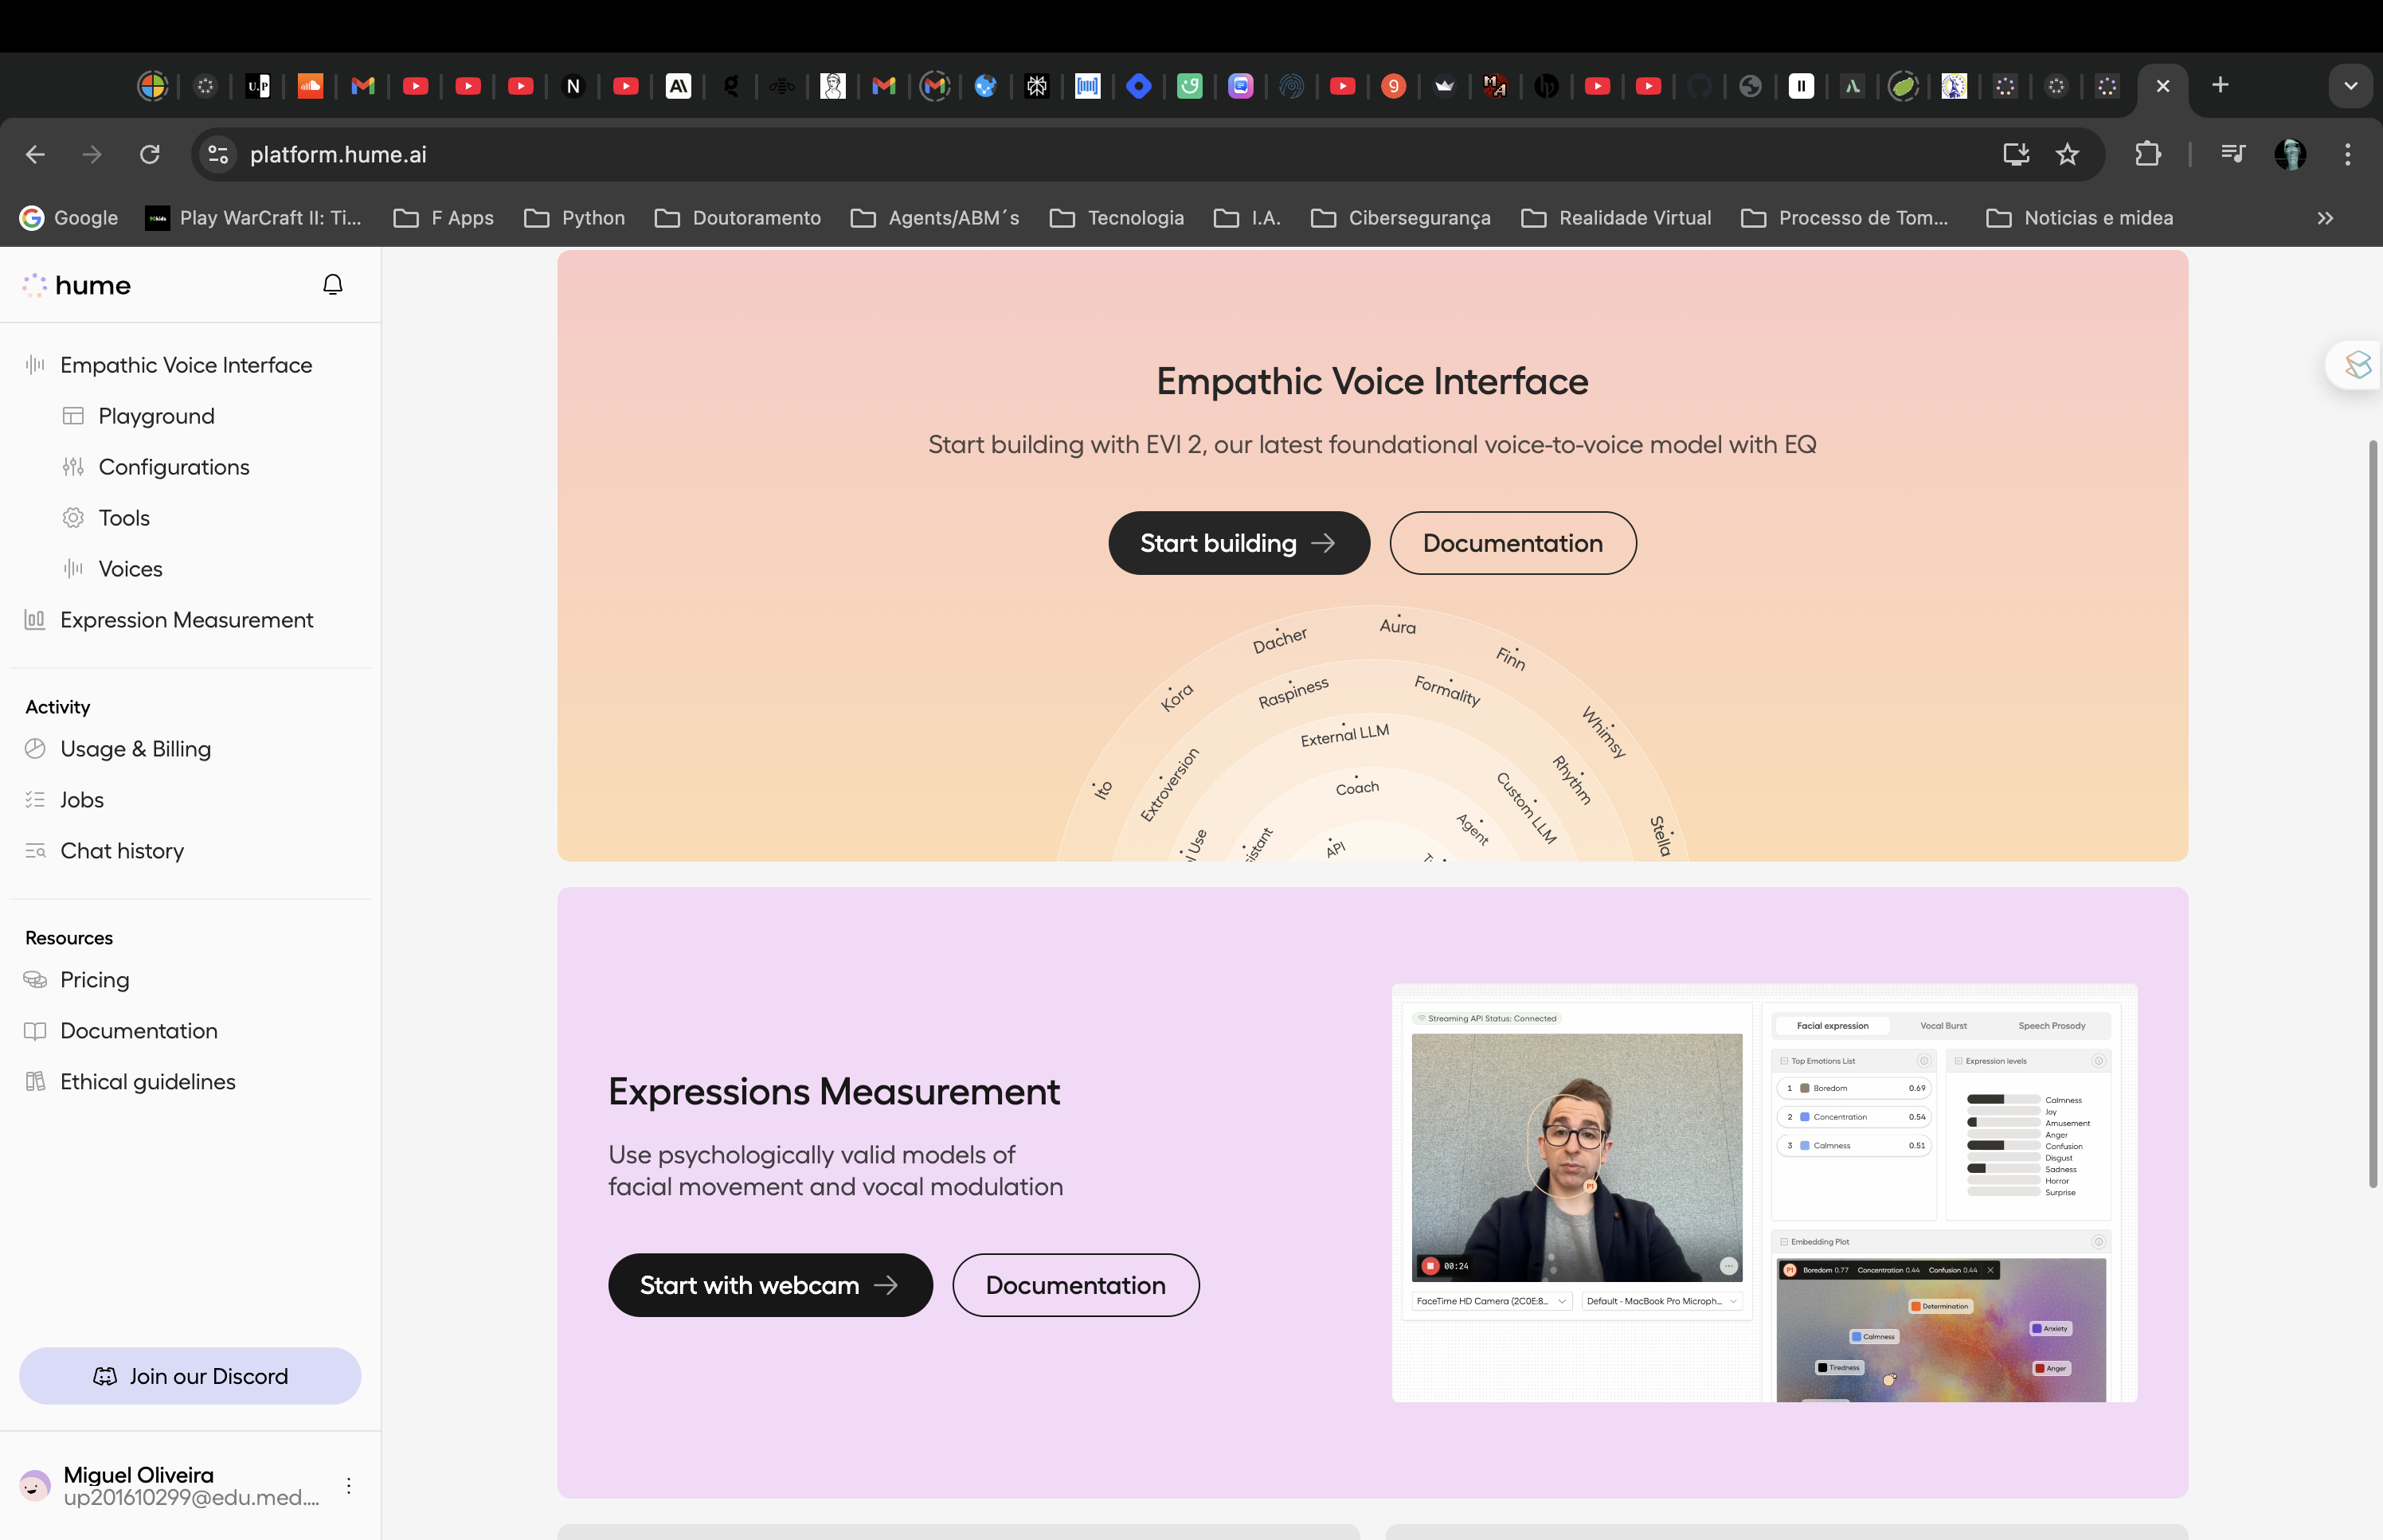 platform.hume.ai
Google
Play WarCraft II: Ti...
F Apps
Python
Doutoramento
Agents/ABM´s
Tecnologia
I.A.
Cibersegurança
Realidade Virtual
Processo de Tom...
Noticias e midea
hume
Empathic Voice Interface
Playground
Configurations
Tools
Voices
Expression Measurement
Activity
Usage & Billing
Jobs
Chat history
Resources
Pricing
Documentation
Ethical guidelines
Join our Discord
Miguel Oliveira
up201610299@edu.med....
Empathic Voice Interface
Start building with EVI 2, our latest foundational voice-to-voice model with EQ
Start building
Documentation
Ito
Kora
Dacher
Aura
Finn
Whimsy
Stella
Extroversion
Raspiness
Formality
Rhythm
l Use
External LLM
Custom LLM
istant
Coach
Agent
API
Expressions Measurement
Use psychologically valid models of
facial movement and vocal modulation
Start with webcam
Documentation
Streaming API Status: Connected
P1
00:24
FaceTime HD Camera (2C0E:8...
Default - MacBook Pro Microph...
Facial expression
Vocal Burst
Speech Prosody
Top Emotions List
1 Boredom 0.69
2 Concentration 0.54
3 Calmness 0.51
Expression levels
Calmness
Joy
Amusement
Anger
Confusion
Disgust
Sadness
Horror
Surprise
Embedding Plot
P1 Boredom 0.77 Concentration 0.44 Confusion 0.44
Determination
Calmness
Anxiety
Tiredness
Anger